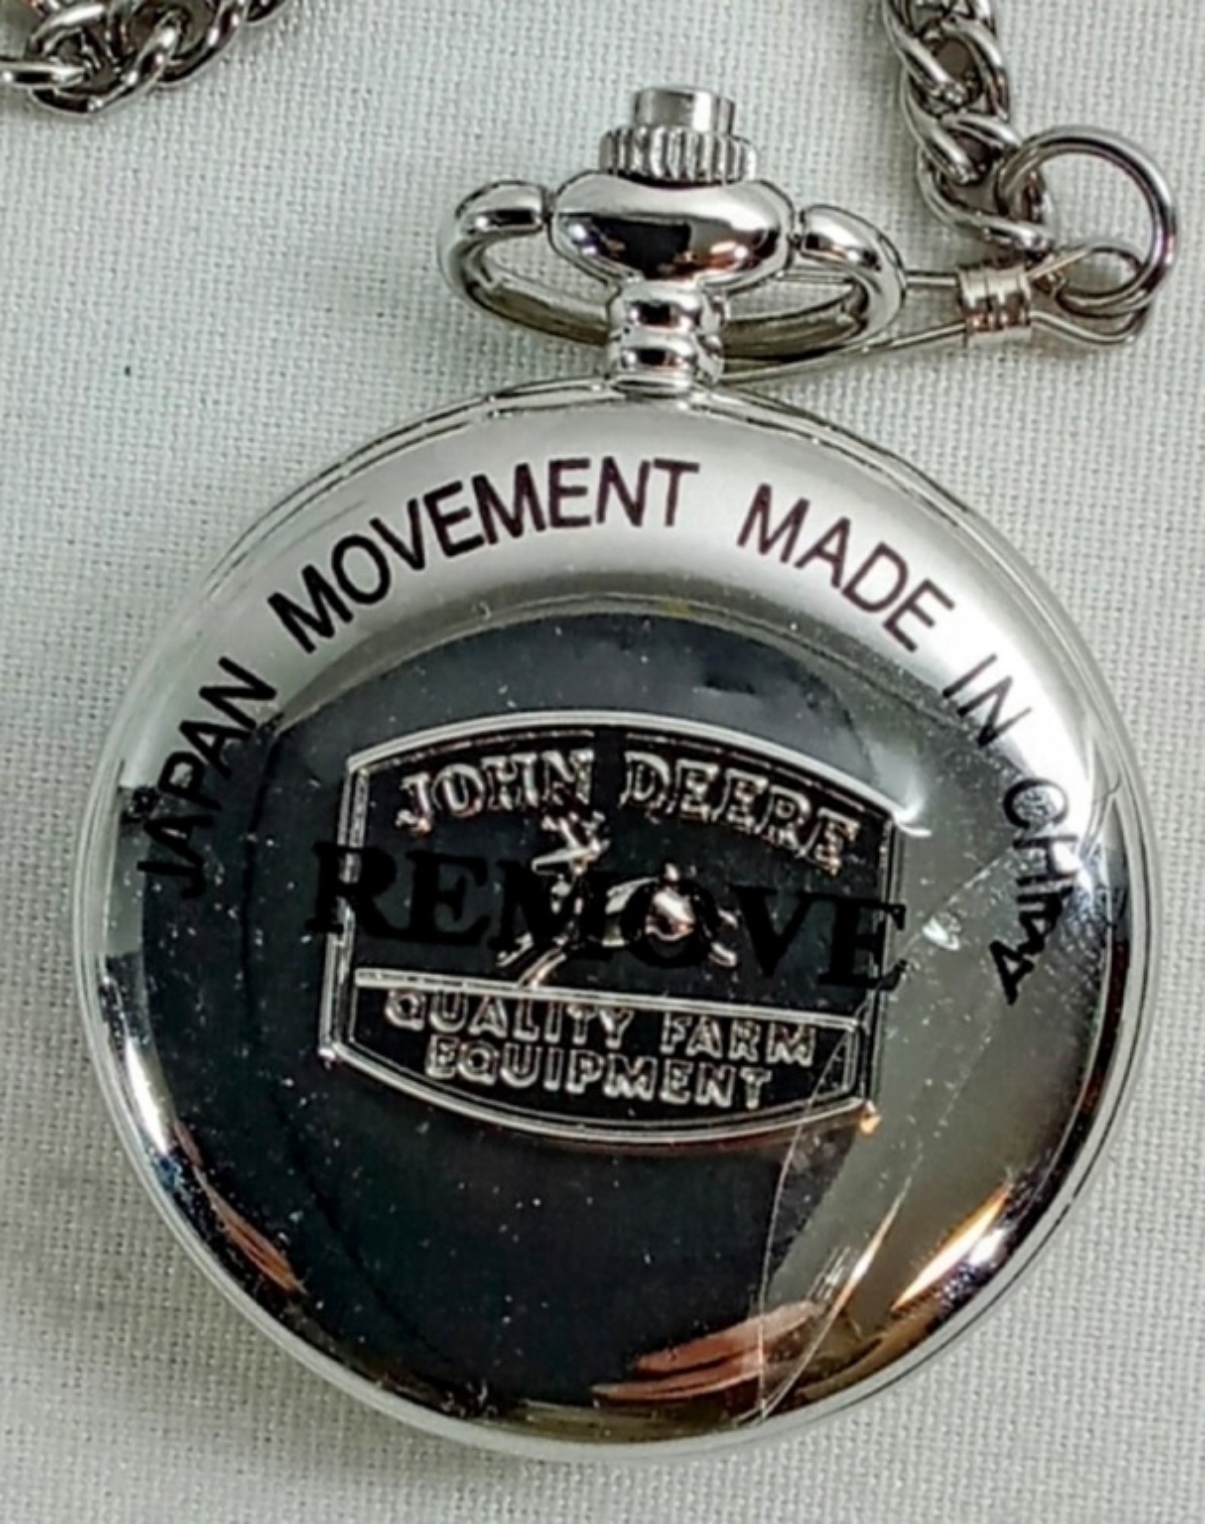 JAPAN MOVEMENT MADE IN CHINA
JOHN DEERE
REMOVE
QUALITY FARM
EQUIPMENT